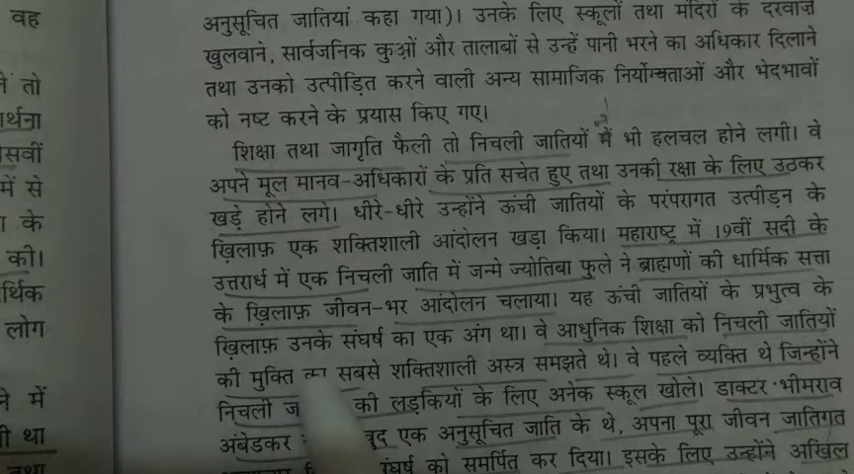 वह
अनुसूचित जातियां कहा गया)। उनके लिए स्कूलों तथा मंदिरों के दरवाज़े
खुलवाने, सार्वजनिक कुओं और तालाबों से उन्हें पानी भरने का अधिकार दिलाने
तो
तथा उनको उत्पीड़ित करने वाली अन्य सामाजिक निर्योग्यताओं और भेदभावों
को नष्ट करने के प्रयास किए गए।
शिक्षा तथा जागृति फैली तो निचली जातियों में भी हलचल होने लगी। वे
में से
अपने मूल मानव-अधिकारों के प्रति सचेत हुए तथा उनकी रक्षा के लिए उठकर
के
खड़े होने लगे। धीरे-धीरे उन्होंने ऊंची जातियों के परंपरागत उत्पीड़न के
की।
ख़िलाफ़ एक शक्तिशाली आंदोलन खड़ा किया। महाराष्ट्र में 19वीं सदी के
उत्तरार्ध में एक निचली जाति में जन्मे ज्योतिबा फुले ने ब्राह्मणों की धार्मिक सत्ता
लोग
के ख़िलाफ़ जीवन-भर आंदोलन चलाया। यह ऊंची जातियों के प्रभुत्व के
ख़िलाफ़ उनके संघर्ष का एक अंग था। वे आधुनिक शिक्षा को निचली जातियों
की मुक्ति का सबसे शक्तिशाली अस्त्र समझते थे। वे पहले व्यक्ति थे जिन्होंने
में
निचली की लड़कियों के लिए अनेक स्कूल खोले। डाक्टर भीमराव
था
अंबेडकर एक अनुसूचित जाति के थे, अपना पूरा जीवन जातिगत
को समर्पित कर दिया। इसके लिए उन्होंने अखिल